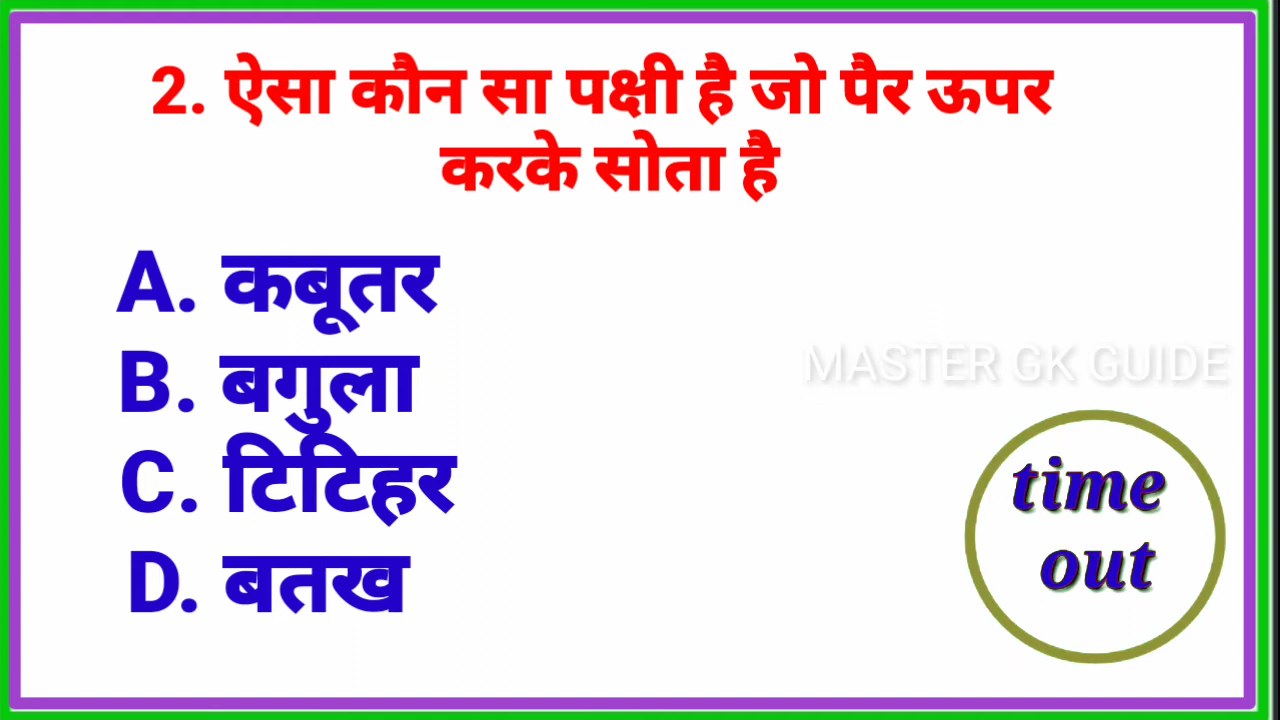 2. ऐसा कौन सा पक्षी है जो पैर ऊपर
करके सोता है
A. कबूतर
B. बगुला
C. टिटिहर
D. बतख
MASTER GK GUIDE
time
out